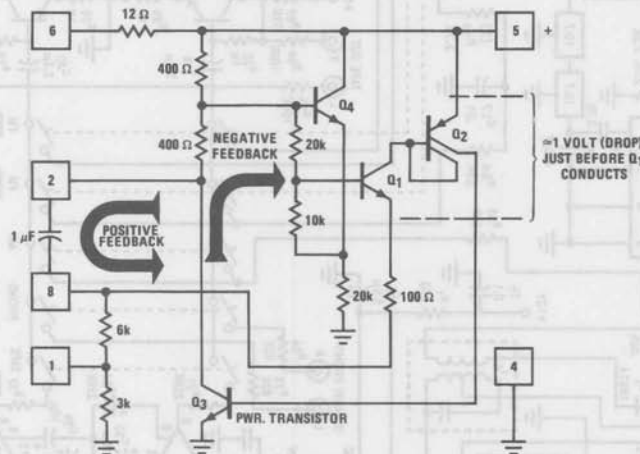 6
12 Ω
5
+
400 Ω
Q4
Q2
≈1 VOLT (DROP)
JUST BEFORE Q1
CONDUCTS
400 Ω
NEGATIVE
FEEDBACK
20k
2
Q1
1 µF
POSITIVE
FEEDBACK
10k
8
20k
100 Ω
6k
1
4
3k
Q3
PWR. TRANSISTOR